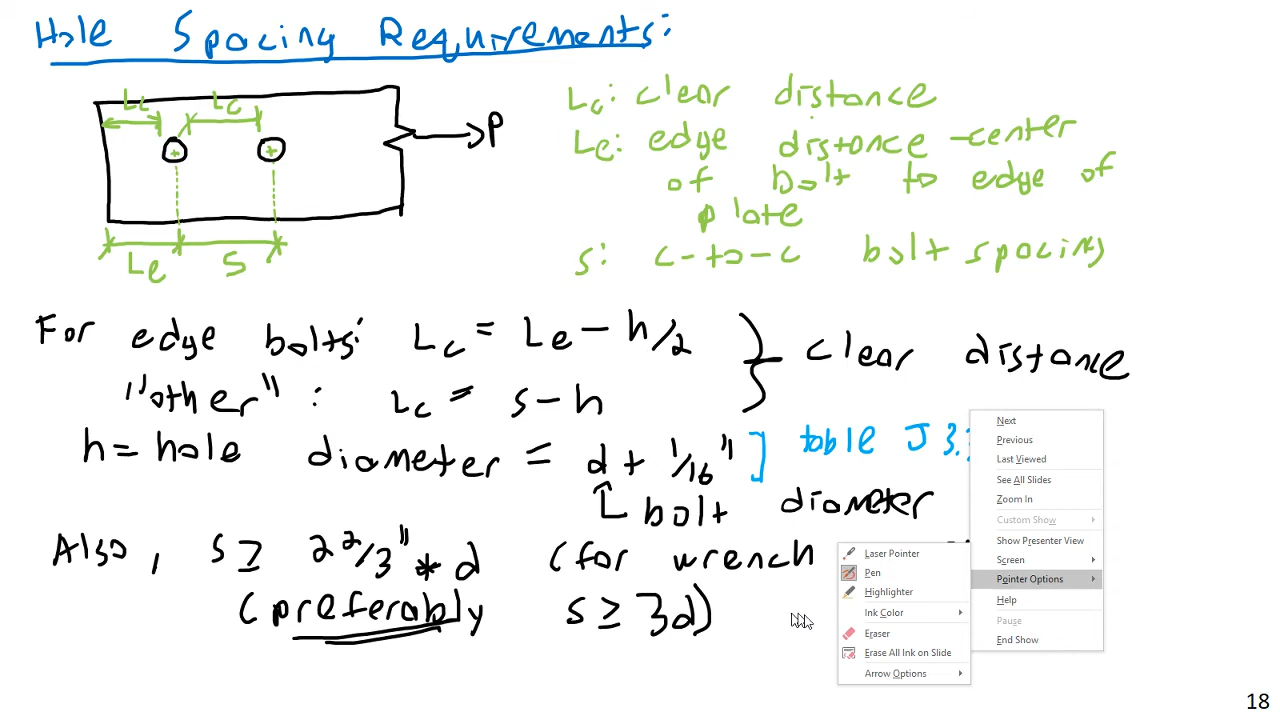 Hole Spacing Requirements:
Lc Lc
P
Le S
Lc: clear distance
Le: edge distance - center
of bolt to edge of
plate
s: c-to-c bolt spacing
For edge bolts: Lc = Le - h/2
"other": Lc = s - h
} clear distance
h = hole diameter = d + 1/16" ] table J3.
bolt diameter
Also, s ≥ 2 2/3" * d (for wrench
(preferably s ≥ 3d)
Next
Previous
Last Viewed
See All Slides
Zoom In
Custom Show
Show Presenter View
Screen
Pointer Options
Help
Pause
End Show
Laser Pointer
Pen
Highlighter
Ink Color
Eraser
Erase All Ink on Slide
Arrow Options
18